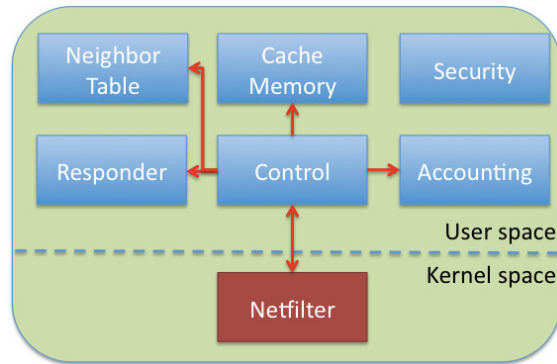 Neighbor
Table
Cache
Memory
Security
Responder
Control
Accounting
User space
Kernel space
Netfilter